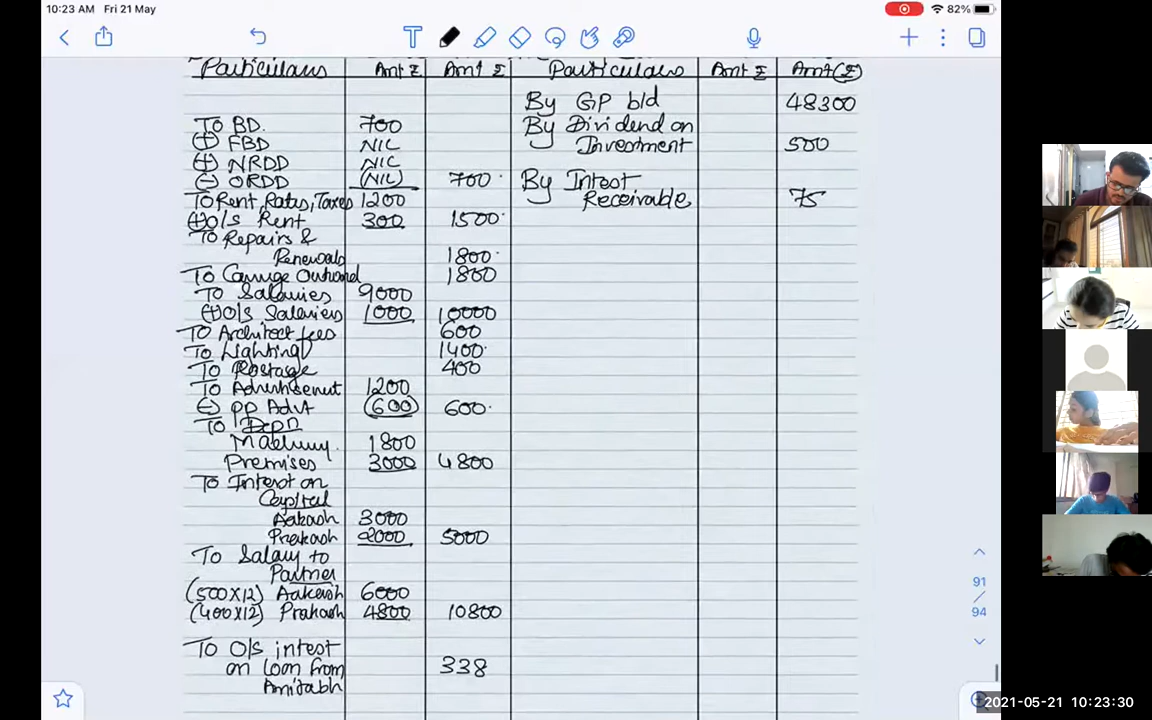 10:23 AM Fri 21 May
82%
Particulars Amt ₹ Amt ₹ Particulars Amt ₹ Amt (₹)
By GP b/d 48300
To BD. 700 By Dividend on
(+) FBD NIL Investment 500
(+) NRDD NIL
(-) ORDD (NIL) 700 By Intest
To Rent, Rates, Taxes 1200 Receivable 75
(+) O/s Rent 300 1500
To Repairs &
Renewals 1800
To Carriage Outward 1800
To Salaries 9000
(+) O/s Salaries 1000 10000
To Architect fees 600
To Lighting 1400
To Postage 400
To Advertisement 1200
(-) PP Advt (600) 600
To Depn
Machinery. 1800
Premises 3000 4800
To Interest on
Capital
Aakash 3000
Prakash 2000 5000
To Salary to
Partner
(500X12) Aakash 6000
(400X12) Prakash 4800 10800
To O/s intest
on loan from 338
Amitabh
91
/
94
2021-05-21 10:23:30